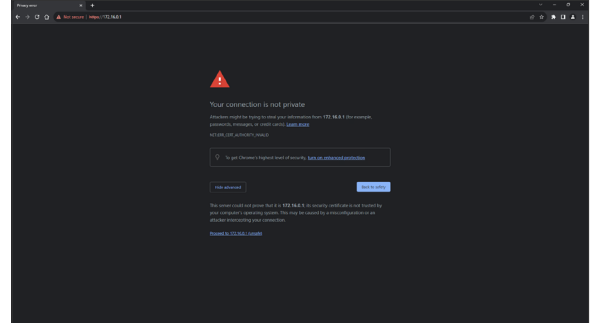 Privacy error
Not secure | https://172.16.0.1
Your connection is not private
Attackers might be trying to steal your information from 172.16.0.1 (for example,
passwords, messages, or credit cards). Learn more
NET::ERR_CERT_AUTHORITY_INVALID
To get Chrome's highest level of security, turn on enhanced protection
Hide advanced
Back to safety
This server could not prove that it is 172.16.0.1; its security certificate is not trusted by
your computer's operating system. This may be caused by a misconfiguration or an
attacker intercepting your connection.
Proceed to 172.16.0.1 (unsafe)